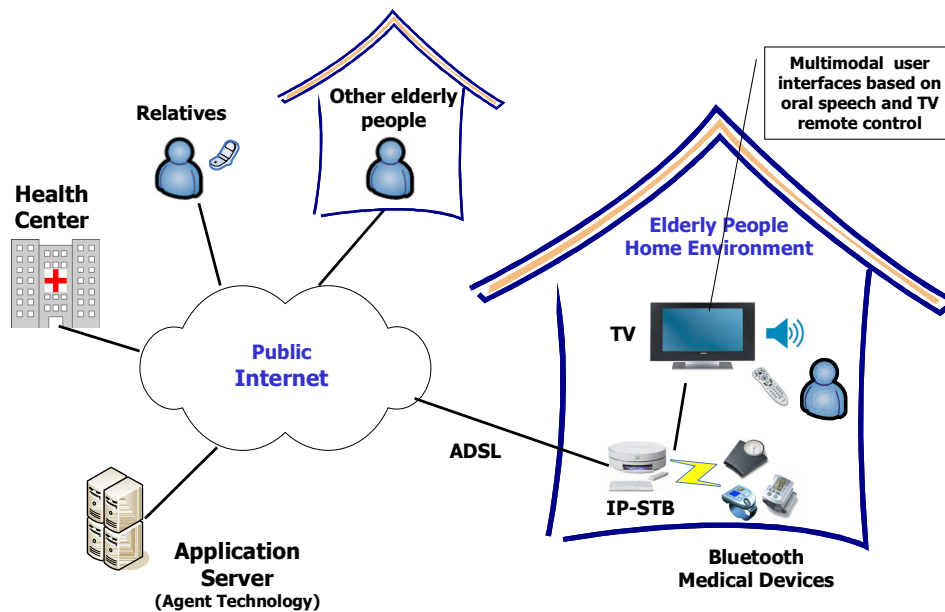 Multimodal user
interfaces based on
oral speech and TV
remote control
Other elderly
people
Relatives
Health
Center
Elderly People
Home Environment
TV
Public
Internet
ADSL
IP-STB
Application
Server
(Agent Technology)
Bluetooth
Medical Devices